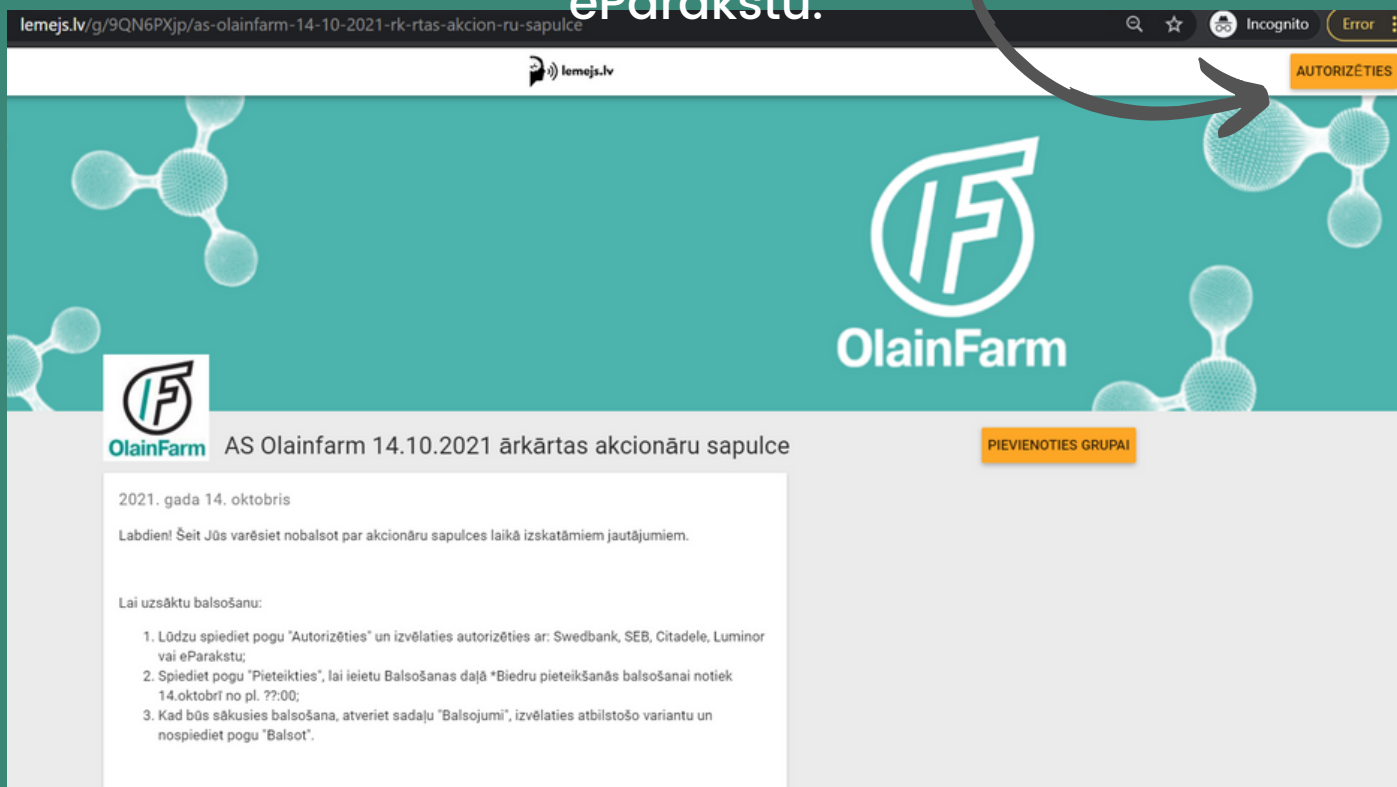 eParakstu.
lemejs.lv/g/9QN6PXjp/as-olainfarm-14-10-2021-rk-rtas-akcion-ru-sapulce
Incognito
Error
lemejs.lv
AUTORIZĒTIES
OlainFarm
OlainFarm
AS Olainfarm 14.10.2021 ārkārtas akcionāru sapulce
PIEVIENOTIES GRUPAI
2021. gada 14. oktobris
Labdien! Šeit Jūs varēsiet nobalsot par akcionāru sapulces laikā izskatāmiem jautājumiem.
Lai uzsāktu balsošanu:
1. Lūdzu spiediet pogu "Autorizēties" un izvēlaties autorizēties ar: Swedbank, SEB, Citadele, Luminor
vai eParakstu;
2. Spiediet pogu "Pieteikties", lai ieietu Balsošanas daļā *Biedru pieteikšanās balsošanai notiek
14.oktobrī no pl. ??:00;
3. Kad būs sākusies balsošana, atveriet sadaļu "Balsojumi", izvēlaties atbilstošo variantu un
nospiediet pogu "Balsot".